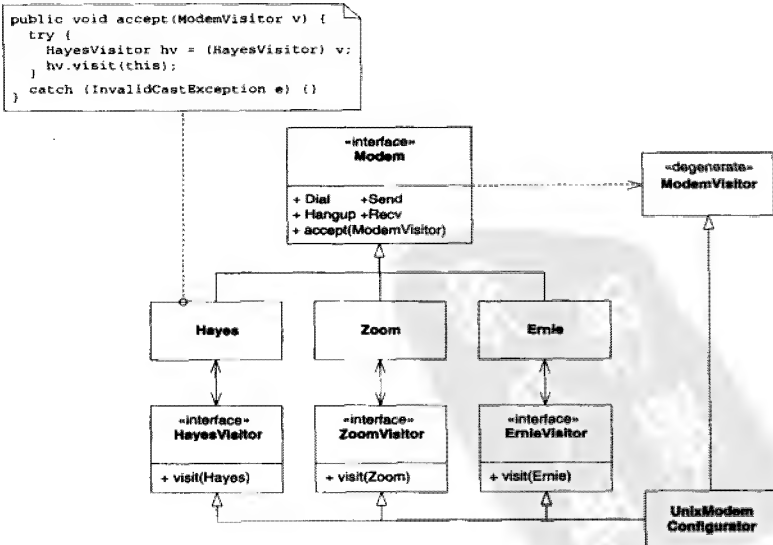 public void accept(ModemVisitor v) {
try {
HayesVisitor hv = (HayesVisitor) v;
hv.visit(this);
}
catch (InvalidCastException e) {}
}
«interface»
Modem
+ Dial +Send
+ Hangup +Recv
+ accept(ModemVisitor)
«degenerate»
ModemVisitor
Hayes
Zoom
Ernie
«interface»
HayesVisitor
+ visit(Hayes)
«interface»
ZoomVisitor
+ visit(Zoom)
«interface»
ErnieVisitor
+ visit(Ernie)
UnixModem
Configurator